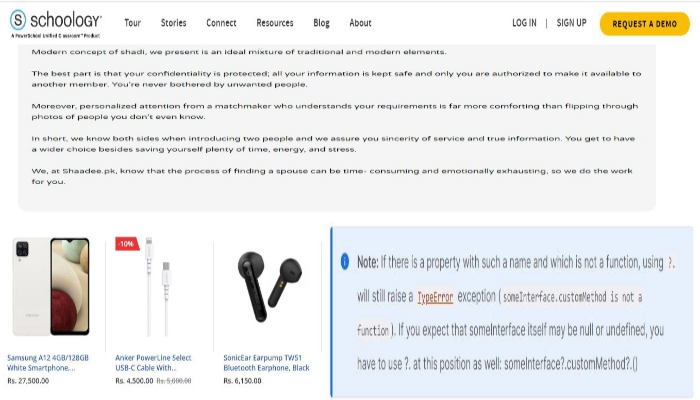 schoology®
A PowerSchool Unified Classroom™ Product
Tour Stories Connect Resources Blog About
LOG IN | SIGN UP REQUEST A DEMO
Modern concept of shadi, we present an ideal mixture of traditional and modern elements.
The best part is that your confidentiality is protected; all your information is kept safe and only you are authorized to make it available to
another member. You're never bothered by unwanted people.
Moreover, personalized attention from a matchmaker who understands your requirements is far more comforting than flipping through
photos of people you don't even know.
In short, we know both sides when introducing two people and we assure you sincerity of service and true information. You get to have
a wider choice besides saving yourself plenty of time, energy, and stress.
We, at Shaadee.pk, know that the process of finding a spouse can be time- consuming and emotionally exhausting, so we do the work
for you.
-10%
Samsung A12 4GB/128GB
White Smartphone,...
Rs. 27,500.00
Anker PowerLine Select
USB-C Cable With...
Rs. 4,500.00 Rs. 5,000.00
SonicEar Earpump TWS1
Bluetooth Earphone, Black
Rs. 6,150.00
Note: If there is a property with such a name and which is not a function, using ?.
will still raise a TypeError exception (someInterface.customMethod is not a
function). If you expect that someInterface itself may be null or undefined, you
have to use ?. at this position as well: someInterface?.customMethod?.()